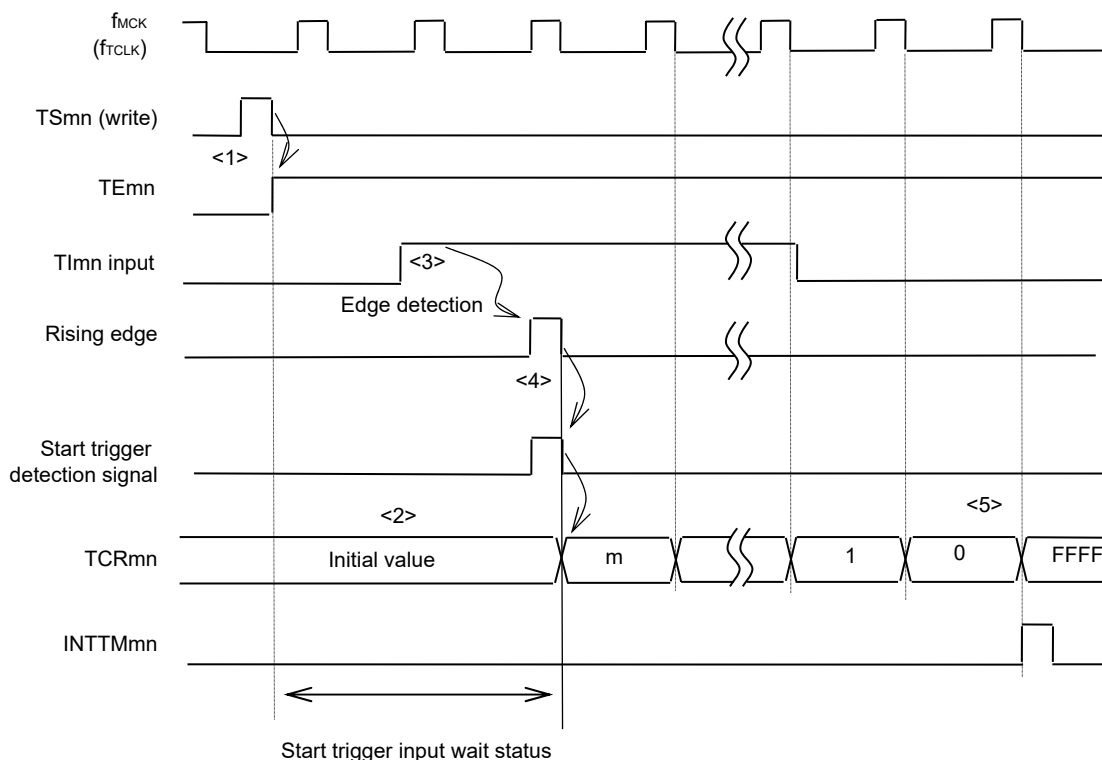 fMCK
(fTCLK)
TSmn (write)
<1>
TEmn
TImn input
<3>
Edge detection
Rising edge
<4>
Start trigger
detection signal
<2>
<5>
TCRmn
Initial value
m
1
0
FFFF
INTTMmn
Start trigger input wait status